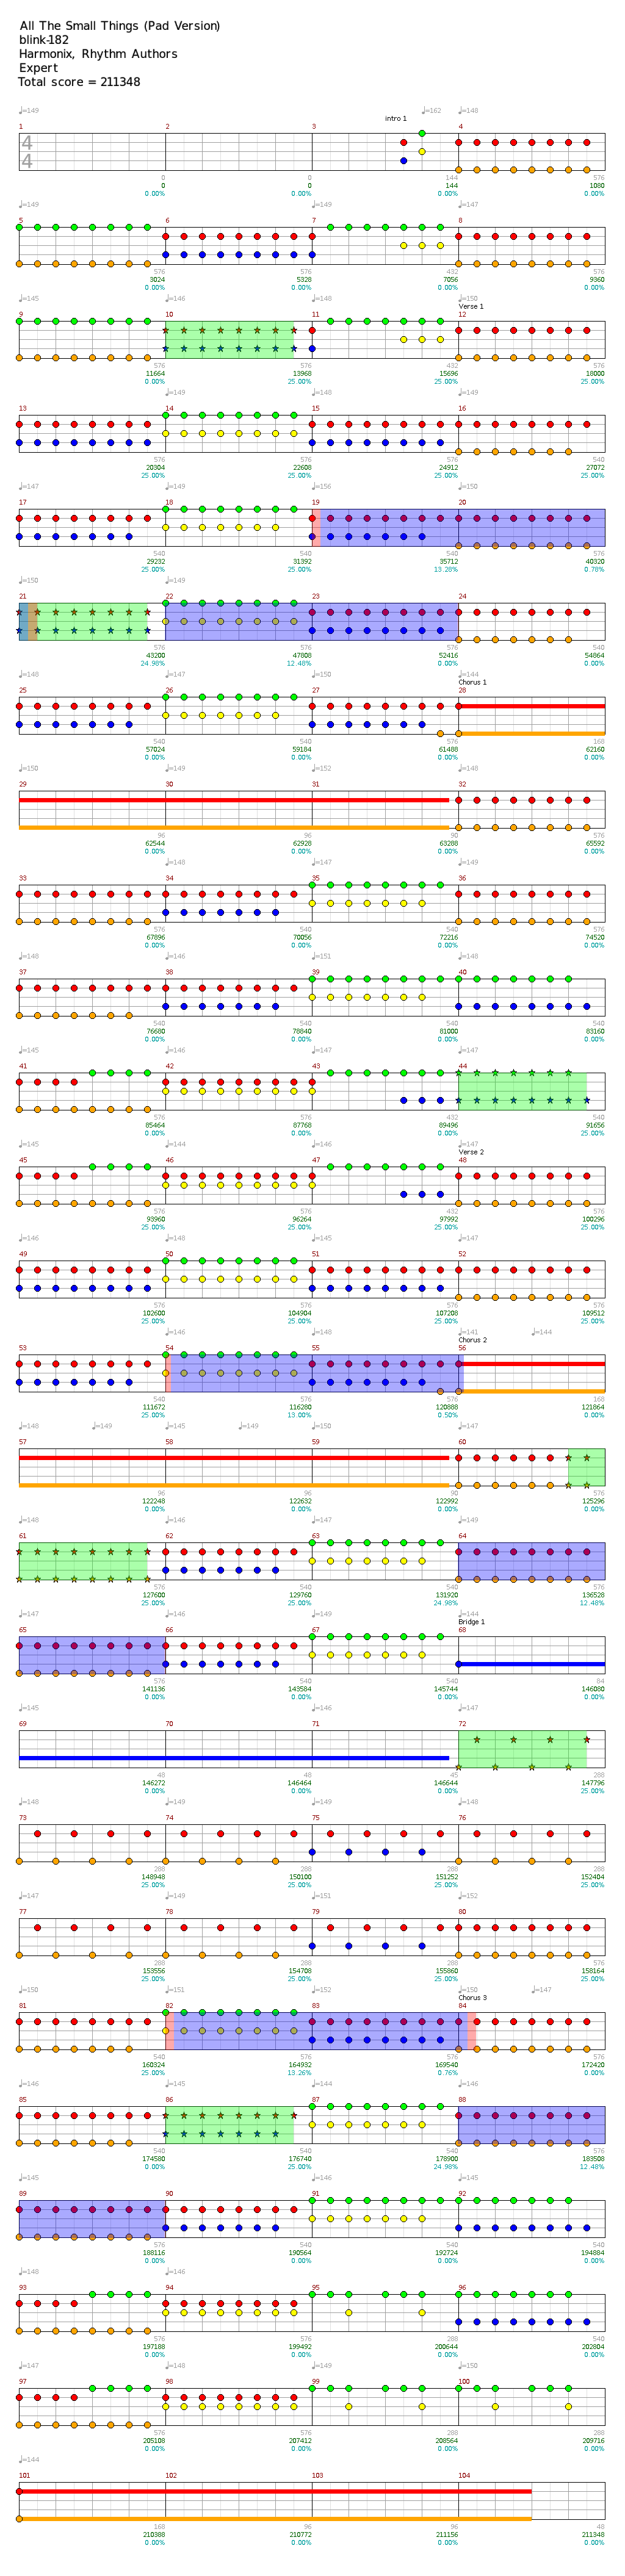 All The Small Things (Pad Version)
blink-182
Harmonix, Rhythm Authors
Expert
Total score = 211348
♩=149 ♩=162 ♩=148
intro 1
1 2 3 4
4
4
0 0 144 576
0 0 144 1080
0.00% 0.00% 0.00% 0.00%
♩=149 ♩=149 ♩=147
5 6 7 8
576 576 432 576
3024 5328 7056 9360
0.00% 0.00% 0.00% 0.00%
♩=145 ♩=146 ♩=148 ♩=150
Verse 1
9 10 11 12
576 576 432 576
11664 13968 15696 18000
0.00% 25.00% 25.00% 25.00%
♩=149 ♩=148 ♩=149
13 14 15 16
576 576 576 540
20304 22608 24912 27072
25.00% 25.00% 25.00% 25.00%
♩=147 ♩=149 ♩=156 ♩=150
17 18 19 20
540 540 540 576
29232 31392 35712 40320
25.00% 25.00% 13.28% 0.78%
♩=150 ♩=149
21 22 23 24
576 576 576 540
43200 47808 52416 54864
24.98% 12.48% 0.00% 0.00%
♩=148 ♩=147 ♩=150 ♩=144
Chorus 1
25 26 27 28
540 540 576 168
57024 59184 61488 62160
0.00% 0.00% 0.00% 0.00%
♩=150 ♩=149 ♩=152 ♩=148
29 30 31 32
96 96 90 576
62544 62928 63288 65592
0.00% 0.00% 0.00% 0.00%
♩=148 ♩=147 ♩=149
33 34 35 36
576 540 540 576
67896 70056 72216 74520
0.00% 0.00% 0.00% 0.00%
♩=148 ♩=146 ♩=151 ♩=148
37 38 39 40
540 540 540 540
76680 78840 81000 83160
0.00% 0.00% 0.00% 0.00%
♩=145 ♩=146 ♩=147 ♩=147
41 42 43 44
576 576 432 540
85464 87768 89496 91656
0.00% 0.00% 0.00% 25.00%
♩=145 ♩=144 ♩=146 ♩=147
Verse 2
45 46 47 48
576 576 432 576
93960 96264 97992 100296
25.00% 25.00% 25.00% 25.00%
♩=146 ♩=148 ♩=145 ♩=147
49 50 51 52
576 576 576 576
102600 104904 107208 109512
25.00% 25.00% 25.00% 25.00%
♩=146 ♩=148 ♩=141 ♩=144
Chorus 2
53 54 55 56
540 576 576 168
111672 116280 120888 121864
25.00% 13.00% 0.50% 0.00%
♩=148 ♩=149 ♩=145 ♩=149 ♩=150 ♩=147
57 58 59 60
96 96 90 576
122248 122632 122992 125296
0.00% 0.00% 0.00% 0.00%
♩=148 ♩=146 ♩=147 ♩=149
61 62 63 64
576 540 540 576
127600 129760 131920 136528
25.00% 25.00% 24.98% 12.48%
♩=147 ♩=146 ♩=149 ♩=144
Bridge 1
65 66 67 68
576 540 540 84
141136 143584 145744 146080
0.00% 0.00% 0.00% 0.00%
♩=145 ♩=146 ♩=147
69 70 71 72
48 48 45 288
146272 146464 146644 147796
0.00% 0.00% 0.00% 25.00%
♩=148 ♩=149 ♩=149 ♩=148
73 74 75 76
288 288 288 288
148948 150100 151252 152404
25.00% 25.00% 25.00% 25.00%
♩=147 ♩=149 ♩=151 ♩=152
77 78 79 80
288 288 288 576
153556 154708 155860 158164
25.00% 25.00% 25.00% 25.00%
♩=150 ♩=151 ♩=152 ♩=150 ♩=147
Chorus 3
81 82 83 84
540 576 576 576
160324 164932 169540 172420
25.00% 13.26% 0.76% 0.00%
♩=146 ♩=145 ♩=144 ♩=146
85 86 87 88
540 540 540 576
174580 176740 178900 183508
0.00% 25.00% 24.98% 12.48%
♩=145 ♩=146 ♩=145
89 90 91 92
576 540 540 540
188116 190564 192724 194884
0.00% 0.00% 0.00% 0.00%
♩=148 ♩=146
93 94 95 96
576 576 288 540
197188 199492 200644 202804
0.00% 0.00% 0.00% 0.00%
♩=147 ♩=148 ♩=149 ♩=150
97 98 99 100
576 576 288 288
205108 207412 208564 209716
0.00% 0.00% 0.00% 0.00%
♩=144
101 102 103 104
168 96 96 48
210388 210772 211156 211348
0.00% 0.00% 0.00% 0.00%